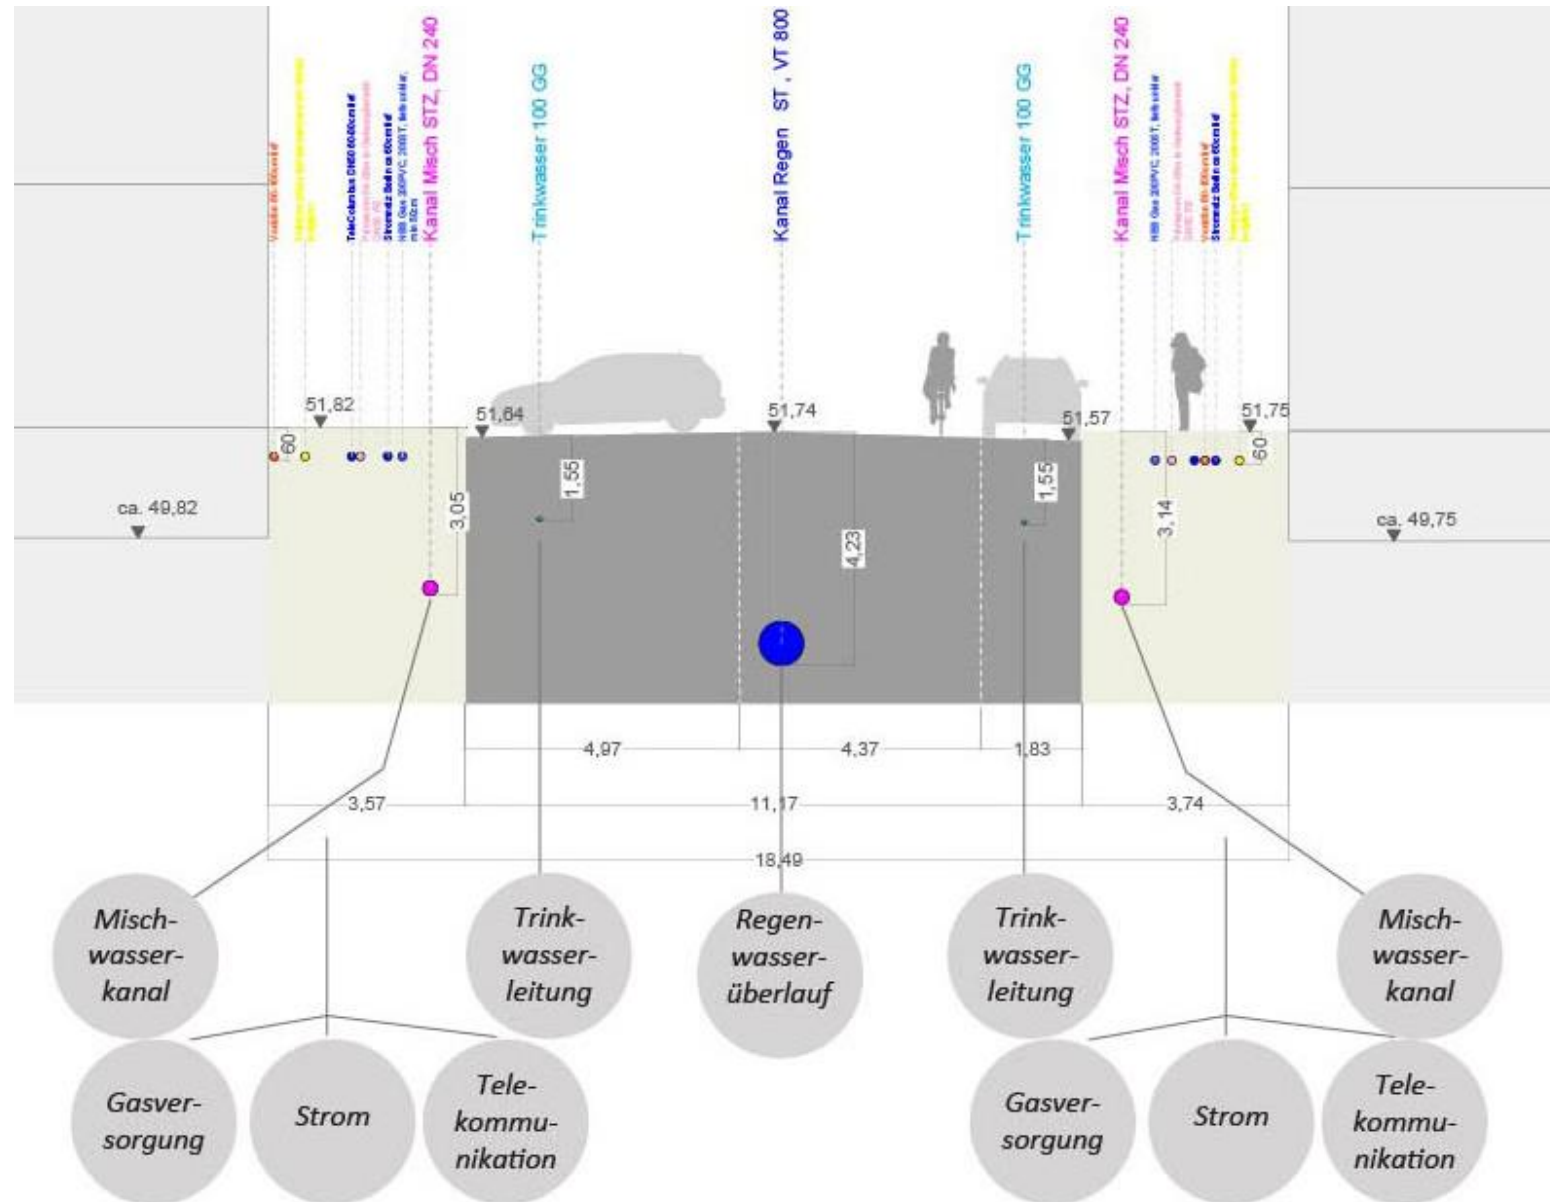 Kanal Misch STZ, DN 240
Trinkwasser 100 GG
Kanal Regen ST , VT 800
Trinkwasser 100 GG
Kanal Misch STZ, DN 240
51,82
51,64
51,74
51,57
51,75
60
60
1,55
1,55
3,05
3,14
4,23
ca. 49,82
ca. 49,75
4,97
4,37
1,83
3,57
11,17
3,74
18,49
Misch-
wasser-
kanal
Trink-
wasser-
leitung
Regen-
wasser-
überlauf
Trink-
wasser-
leitung
Misch-
wasser-
kanal
Gasver-
sorgung
Strom
Tele-
kommu-
nikation
Gasver-
sorgung
Strom
Tele-
kommu-
nikation